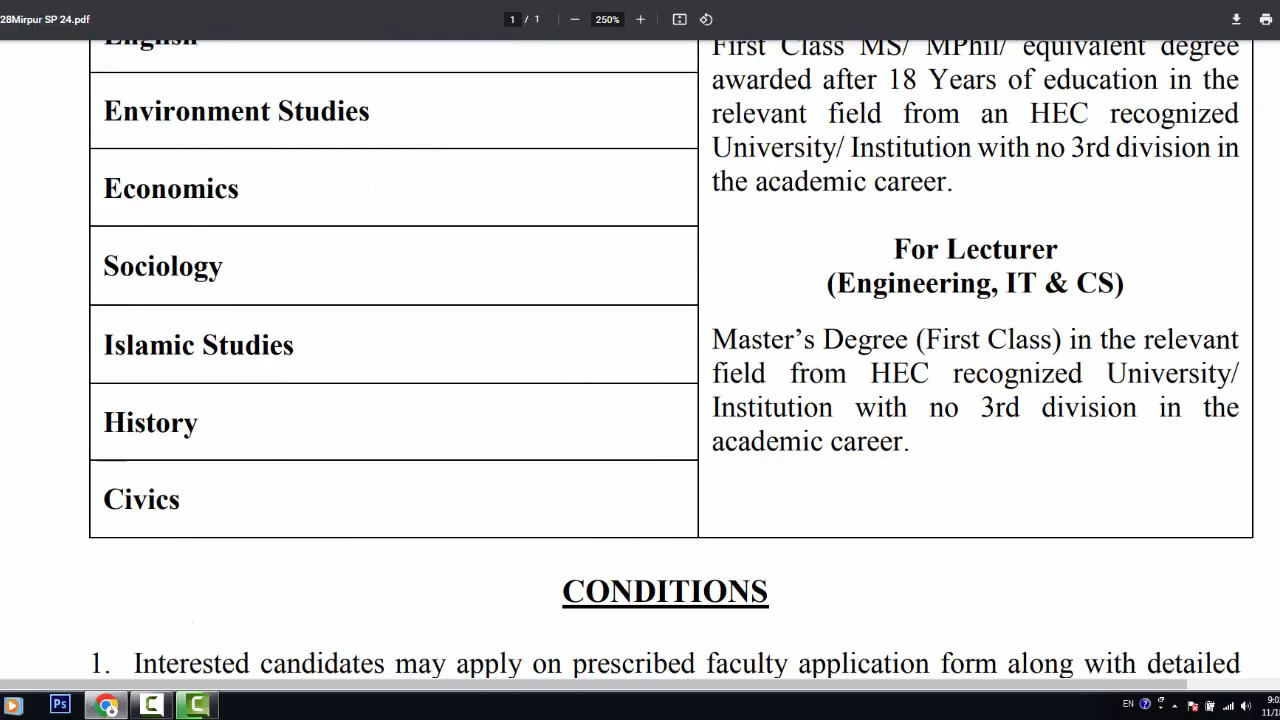 28Mirpur SP 24.pdf
1 / 1
250%
English
Environment Studies
Economics
Sociology
Islamic Studies
History
Civics
First Class MS/ MPhil/ equivalent degree
awarded after 18 Years of education in the
relevant field from an HEC recognized
University/ Institution with no 3rd division in
the academic career.
For Lecturer
(Engineering, IT & CS)
Master's Degree (First Class) in the relevant
field from HEC recognized University/
Institution with no 3rd division in the
academic career.
CONDITIONS
1. Interested candidates may apply on prescribed faculty application form along with detailed
Ps
EN